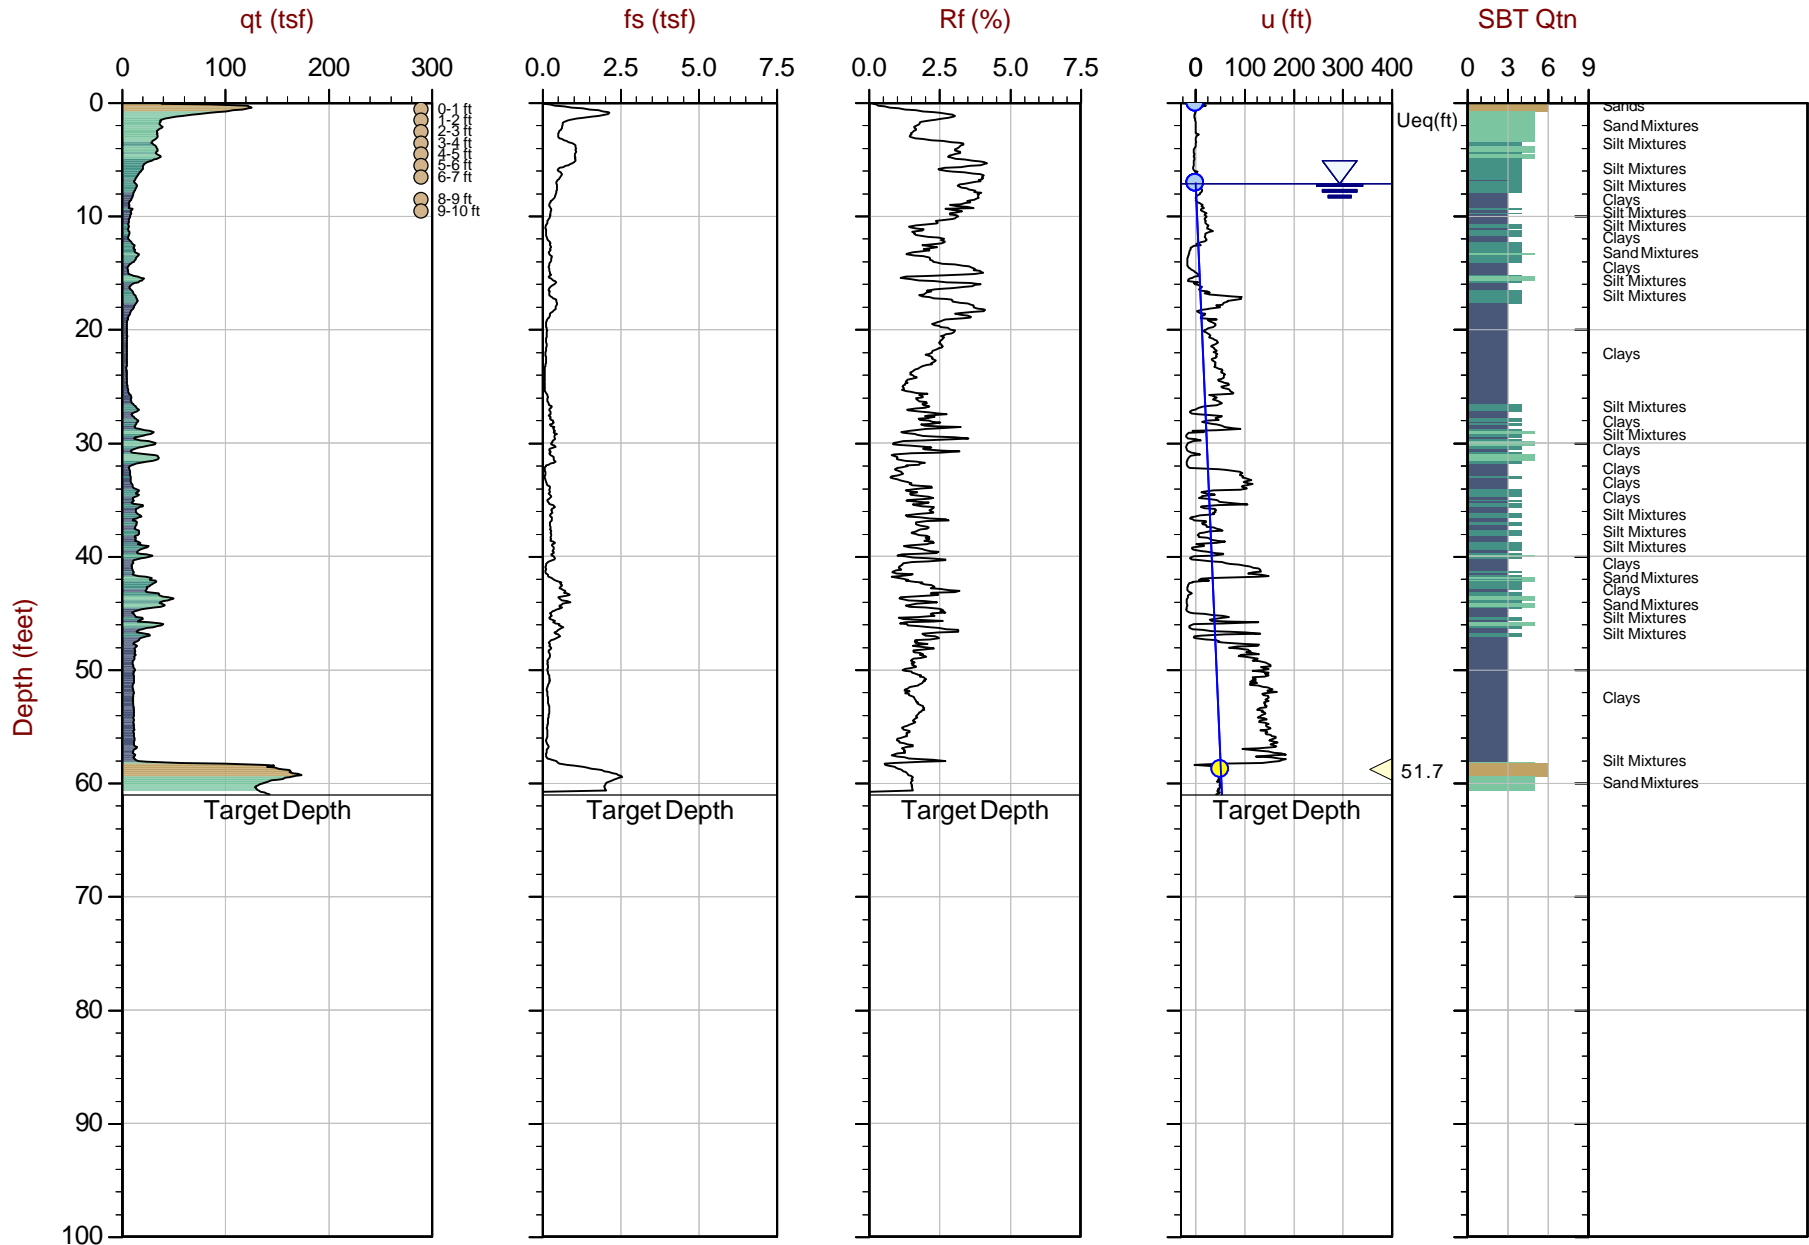 qt (tsf) fs (tsf) Rf (%) u (ft) SBT Qtn
0 100 200 300 0.0 2.5 5.0 7.5 0.0 2.5 5.0 7.5 0 100 200 300 400 0 3 6 9
0
10
20
30
40
50
60
70
80
90
100
Depth (feet)
0-1 ft
1-2 ft
2-3 ft
3-4 ft
4-5 ft
5-6 ft
6-7 ft
8-9 ft
9-10 ft
Ueq(ft)
51.7
Target Depth Target Depth Target Depth Target Depth
Sands
Sand Mixtures
Silt Mixtures
Silt Mixtures
Silt Mixtures
Clays
Silt Mixtures
Silt Mixtures
Clays
Sand Mixtures
Clays
Silt Mixtures
Silt Mixtures
Clays
Silt Mixtures
Clays
Silt Mixtures
Clays
Clays
Clays
Clays
Silt Mixtures
Silt Mixtures
Silt Mixtures
Clays
Sand Mixtures
Clays
Sand Mixtures
Silt Mixtures
Silt Mixtures
Clays
Silt Mixtures
Sand Mixtures